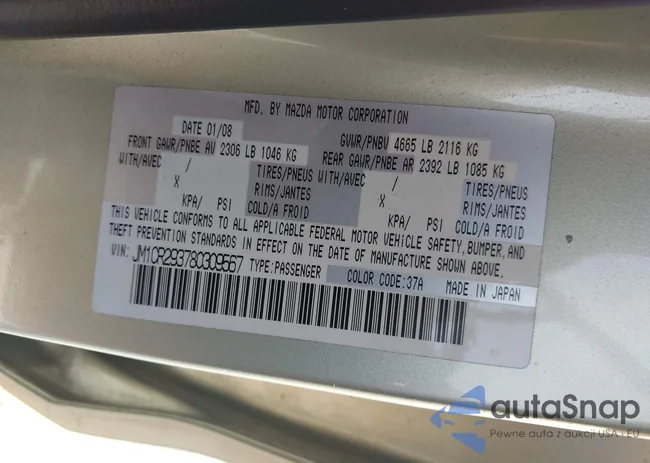 MFD. BY MAZDA MOTOR CORPORATION
DATE 01/08 GVWR/PNBV 4665 LB 2116 KG
FRONT GAWR/PNBE AV 2306 LB 1046 KG REAR GAWR/PNBE AR 2392 LB 1085 KG
WITH/AVEC / TIRES/PNEUS WITH/AVEC / TIRES/PNEUS
X RIMS/JANTES X RIMS/JANTES
KPA/ PSI COLD/A FROID KPA/ PSI COLD/A FROID
THIS VEHICLE CONFORMS TO ALL APPLICABLE FEDERAL MOTOR VEHICLE SAFETY, BUMPER, AND
THEFT PREVENTION STANDARDS IN EFFECT ON THE DATE OF MANUFACTURE SHOWN ABOVE.
VIN: JM1CR293780309567 TYPE:PASSENGER COLOR CODE:37A MADE IN JAPAN
autaSnap
Pewne auta z aukcji USA i EU